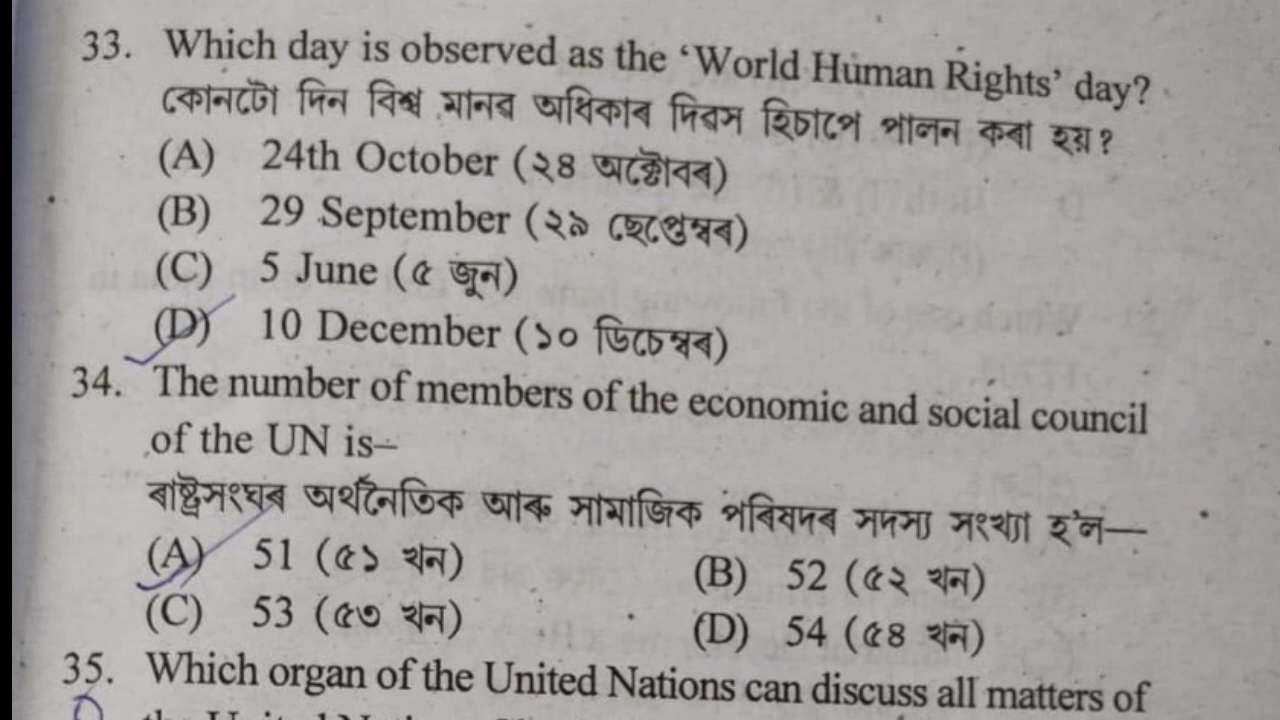 33. Which day is observed as the ‘World Human Rights’ day?
কোনটো দিন বিশ্ব মানৱ অধিকাৰ দিৱস হিচাপে পালন কৰা হয়?
(A) 24th October (২৪ অক্টোবৰ)
(B) 29 September (২৯ ছেপ্তেম্বৰ)
(C) 5 June (৫ জুন)
(D) 10 December (১০ ডিচেম্বৰ)
34. The number of members of the economic and social council
of the UN is–
ৰাষ্ট্ৰসংঘৰ অৰ্থনৈতিক আৰু সামাজিক পৰিষদৰ সদস্য সংখ্যা হ’ল—
(A) 51 (৫১ খন) (B) 52 (৫২ খন)
(C) 53 (৫৩ খন) (D) 54 (৫৪ খন)
35. Which organ of the United Nations can discuss all matters of